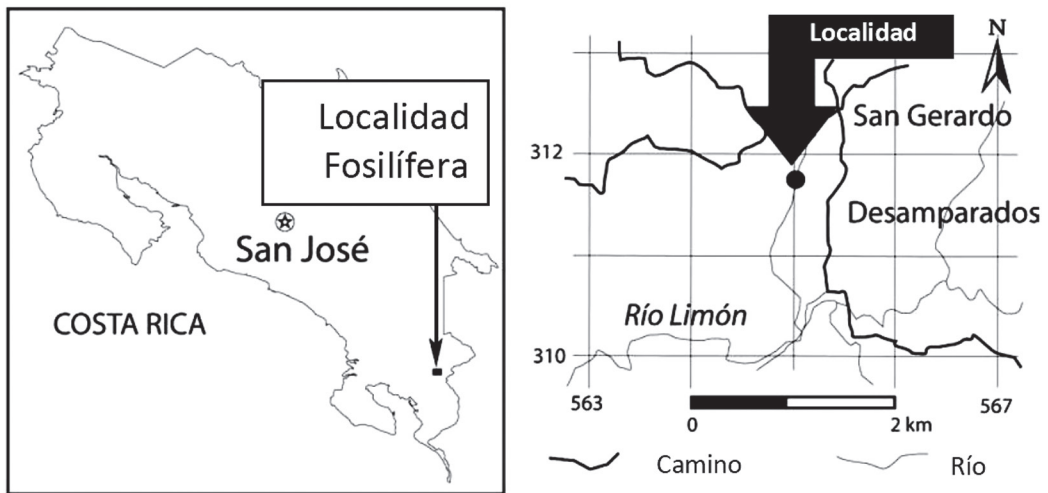 Localidad
Fosilífera
San José
COSTA RICA
Localidad
N
San Gerardo
312
Desamparados
Río Limón
310
563
567
0
2 km
Camino
Río